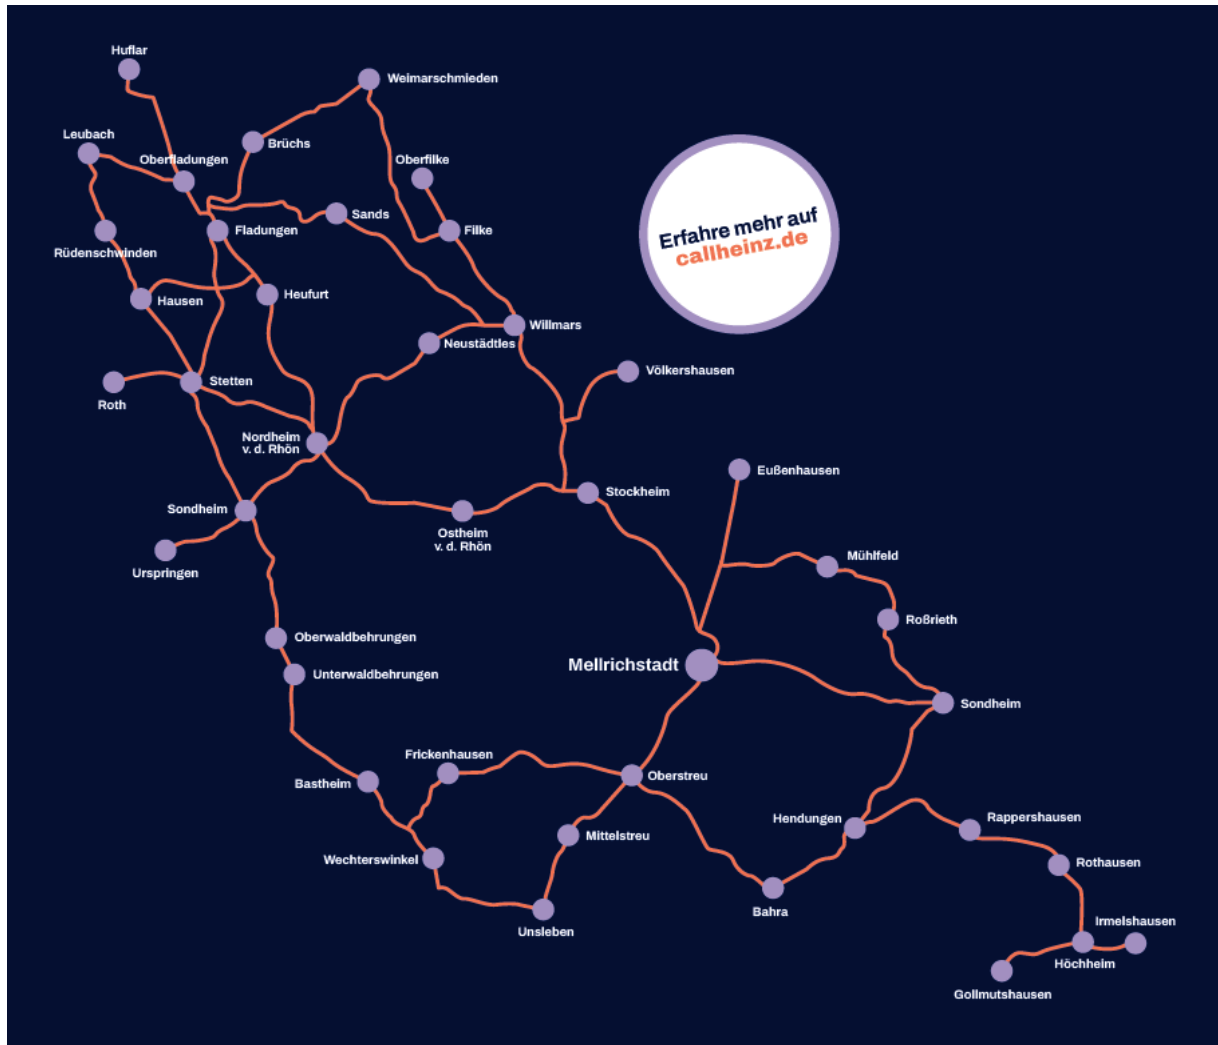 Huflar
Weimarschmieden
Leubach
Brüchs
Oberfladungen
Oberfilke
Sands
Fladungen
Filke
Erfahre mehr auf
callheinz.de
Rüdenschwinden
Hausen
Heufurt
Willmars
Neustädtles
Völkershausen
Stetten
Roth
Nordheim
v. d. Rhön
Eußenhausen
Stockheim
Sondheim
Ostheim
v. d. Rhön
Urspringen
Mühlfeld
Roßrieth
Oberwaldbehrungen
Mellrichstadt
Unterwaldbehrungen
Sondheim
Frickenhausen
Oberstreu
Bastheim
Hendungen
Rappershausen
Mittelstreu
Wechterswinkel
Rothausen
Bahra
Irmelshausen
Unsleben
Höchheim
Gollmutshausen